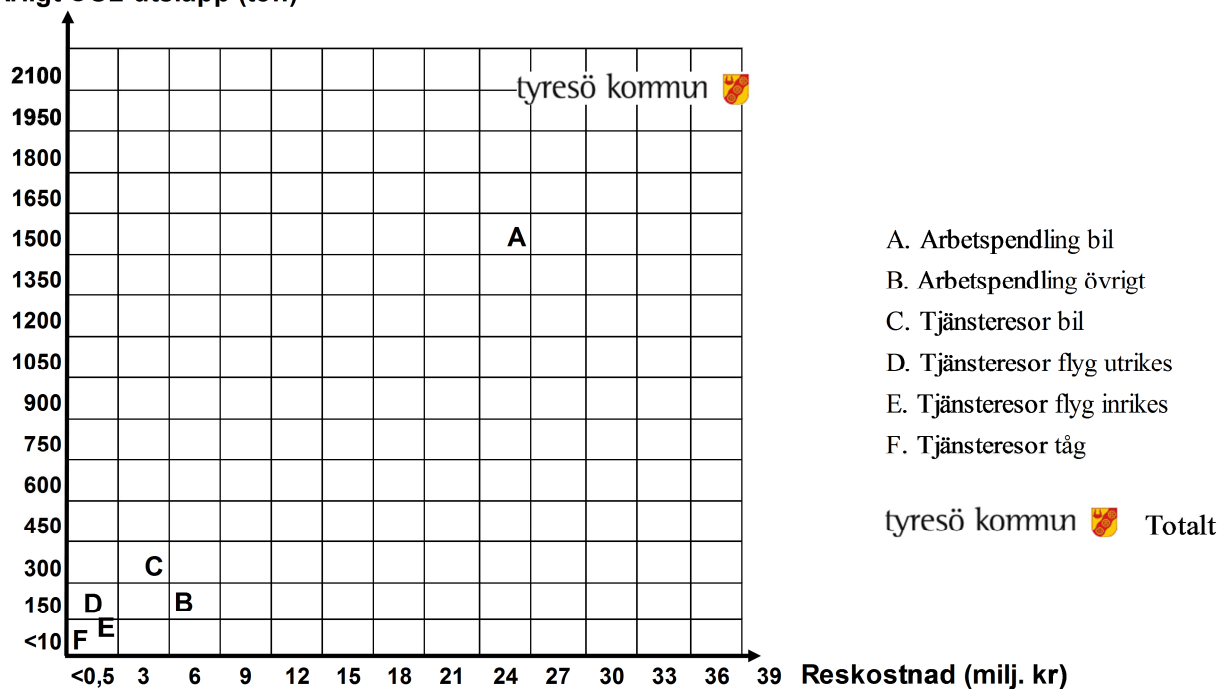 2100
tyresö kommun
1950
1800
1650
1500
A
1350
1200
1050
900
750
600
450
300
C
150
D
B
E
<10
F
<0,5 3 6 9 12 15 18 21 24 27 30 33 36 39 Reskostnad (milj. kr)
A. Arbetspendling bil
B. Arbetspendling övrigt
C. Tjänsteresor bil
D. Tjänsteresor flyg utrikes
E. Tjänsteresor flyg inrikes
F. Tjänsteresor tåg
tyresö kommun Totalt